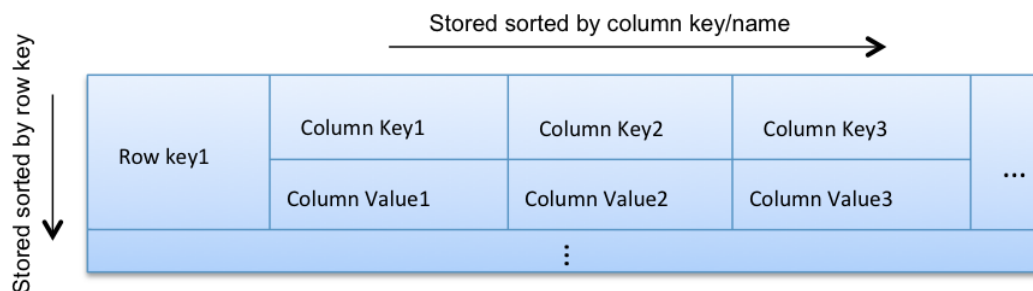 Stored sorted by column key/name
Stored sorted by row key
Row key1
Column Key1
Column Key2
Column Key3
...
Column Value1
Column Value2
Column Value3
⋮